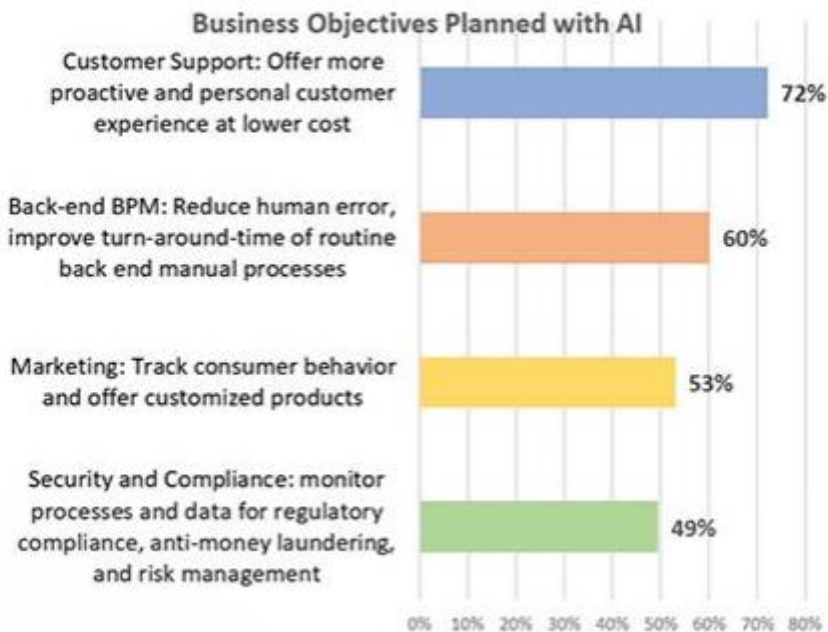 Business Objectives Planned with AI
Customer Support: Offer more
proactive and personal customer
experience at lower cost
72%
Back-end BPM: Reduce human error,
improve turn-around-time of routine
back end manual processes
60%
Marketing: Track consumer behavior
and offer customized products
53%
Security and Compliance: monitor
processes and data for regulatory
compliance, anti-money laundering,
and risk management
49%
0% 10% 20% 30% 40% 50% 60% 70% 80%